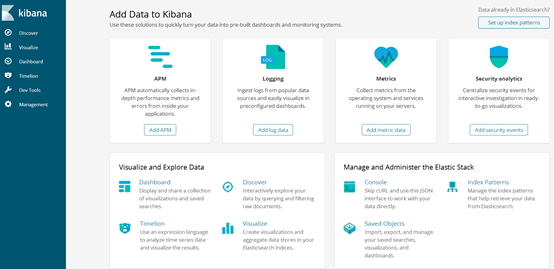 kibana
Discover
Visualize
Dashboard
Timelion
Dev Tools
Management
Add Data to Kibana
Use these solutions to quickly turn your data into pre-built dashboards and monitoring systems.
Data already in Elasticsearch?
Set up index patterns
APM
APM automatically collects in-
depth performance metrics and
errors from inside your
applications.
Add APM
LOG
Logging
Ingest logs from popular data
sources and easily visualize in
preconfigured dashboards.
Add log data
Metrics
Collect metrics from the
operating system and services
running on your servers.
Add metric data
Security analytics
Centralize security events for
interactive investigation in ready-
to-go visualizations.
Add security events
Visualize and Explore Data
Dashboard
Display and share a collection
of visualizations and saved
searches.
Discover
Interactively explore your
data by querying and filtering
raw documents.
Timelion
Use an expression language
to analyze time series data
and visualize the results.
Visualize
Create visualizations and
aggregate data stores in your
Elasticsearch indices.
Manage and Administer the Elastic Stack
Console
Skip cURL and use this JSON
interface to work with your
data directly.
Index Patterns
Manage the index patterns
that help retrieve your data
from Elasticsearch.
Saved Objects
Import, export, and manage
your saved searches,
visualizations, and
dashboards.